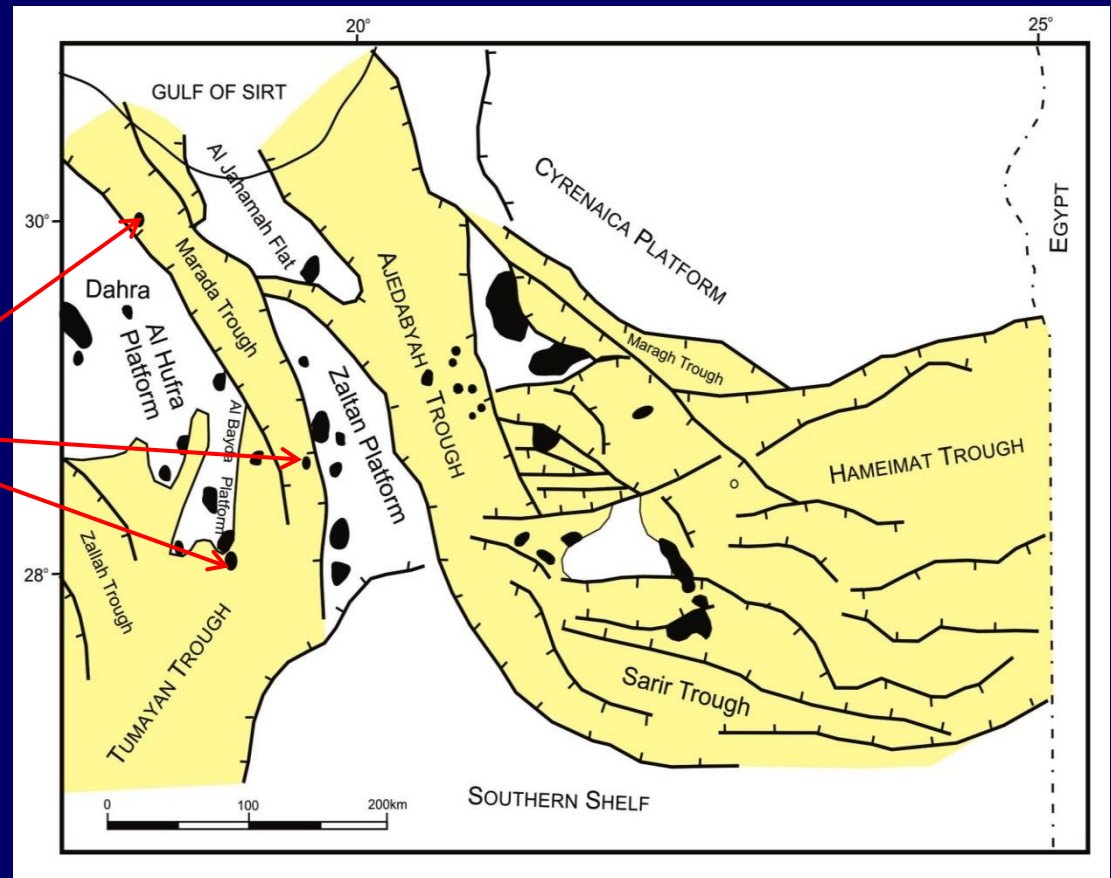 20°
25°
GULF OF SIRT
Al Jahamah Flat
CYRENAICA PLATFORM
EGYPT
30°
Marada Trough
Dahra
AJEDABYAH
TROUGH
Al Hufra
Platform
Maragh Trough
Zaltan Platform
Al Bayda
Platform
HAMEIMAT TROUGH
Zallah Trough
28°
TUMAYAN TROUGH
Sarir Trough
SOUTHERN SHELF
0 100 200km